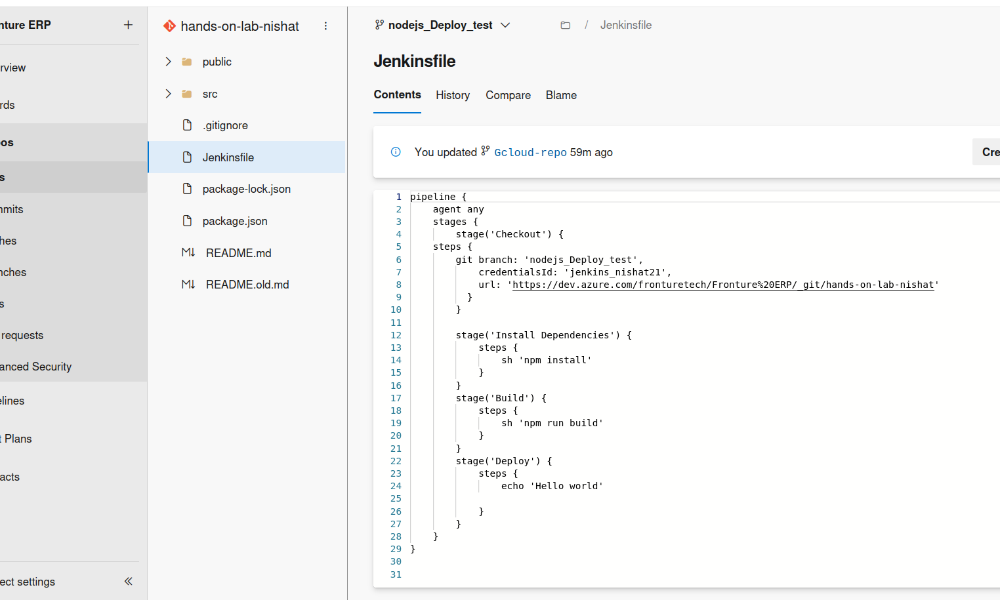 nture ERP
rview
rds
os
s
mmits
hes
nches
s
requests
anced Security
elines
t Plans
acts
ect settings
hands-on-lab-nishat
public
src
.gitignore
Jenkinsfile
package-lock.json
package.json
README.md
README.old.md
nodejs_Deploy_test
/ Jenkinsfile
Jenkinsfile
Contents History Compare Blame
You updated Gcloud-repo 59m ago
Cre
1 pipeline {
2 agent any
3 stages {
4 stage('Checkout') {
5 steps {
6 git branch: 'nodejs_Deploy_test',
7 credentialsId: 'jenkins_nishat21',
8 url: 'https://dev.azure.com/fronturetech/Fronture%20ERP/_git/hands-on-lab-nishat'
9 }
10 }
11
12 stage('Install Dependencies') {
13 steps {
14 sh 'npm install'
15 }
16 }
17 stage('Build') {
18 steps {
19 sh 'npm run build'
20 }
21 }
22 stage('Deploy') {
23 steps {
24 echo 'Hello world'
25
26 }
27 }
28 }
29 }
30
31